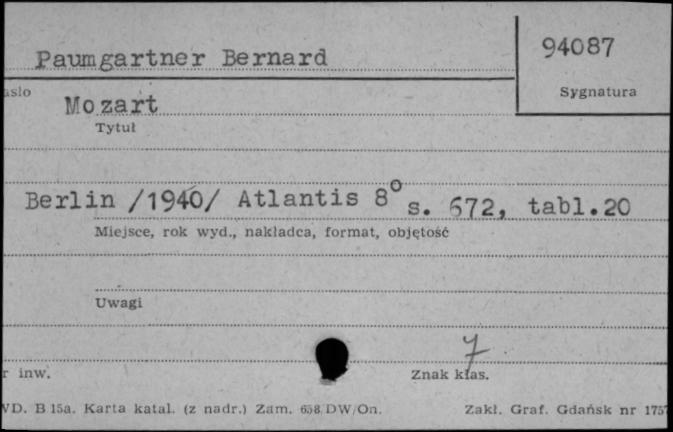 Paumgartner Bernard
94087
Sygnatura
Mozart
Tytuł
Berlin /1940/ Atlantis 8° s. 672, tabl.20
Miejsce, rok wyd., nakładca, format, objętość
Uwagi
7
inw.
Znak klas.
B 15a. Karta katal. (z nadr.) Zam. 658 DW/On.
Zakł. Graf. Gdańsk nr